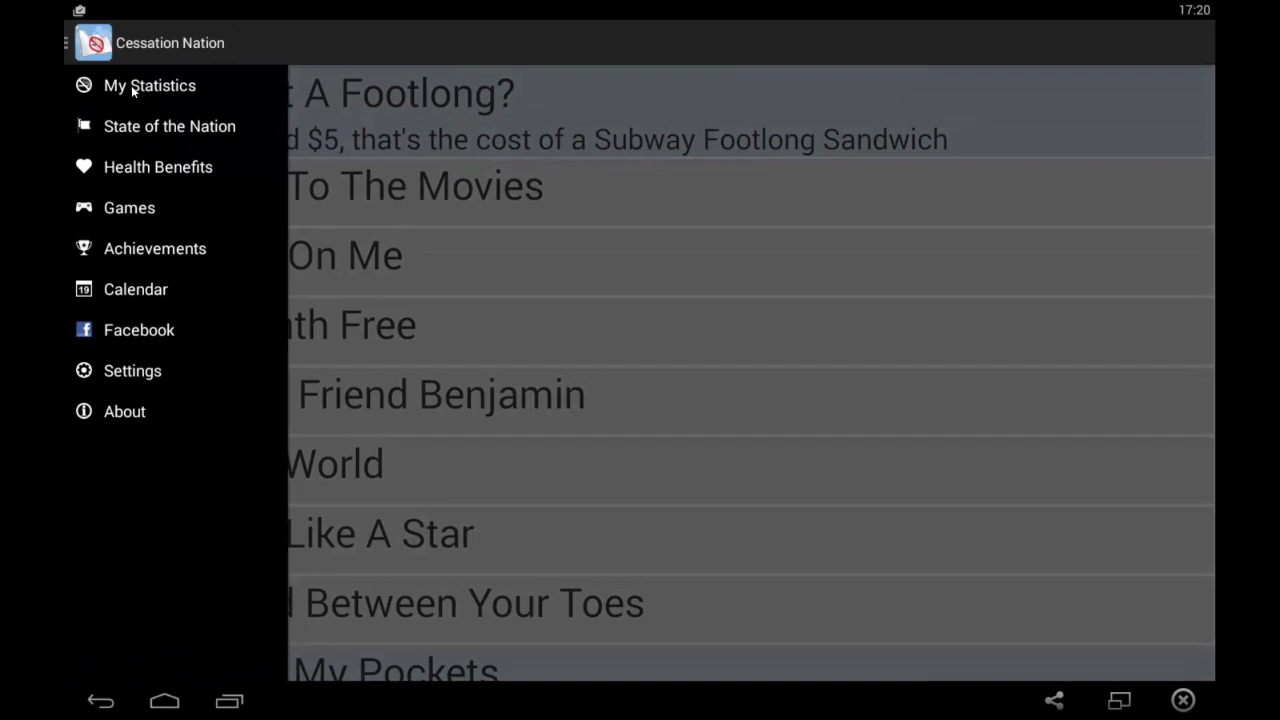 17:20
Cessation Nation
My Statistics
State of the Nation
Health Benefits
Games
Achievements
19
Calendar
f
Facebook
Settings
About
A Footlong?
$5, that's the cost of a Subway Footlong Sandwich
To The Movies
On Me
Free
Friend Benjamin
World
Like A Star
Between Your Toes
My Pockets